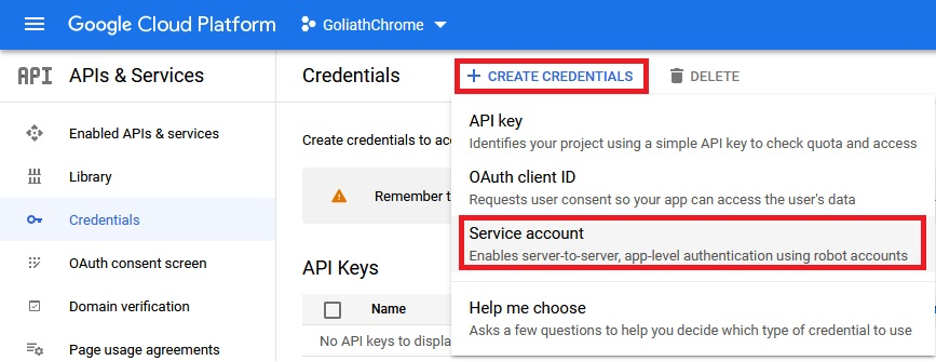 Google Cloud Platform GoliathChrome
API APIs & Services
Credentials
+ CREATE CREDENTIALS
DELETE
Enabled APIs & services
Library
Credentials
OAuth consent screen
Domain verification
Page usage agreements
Create credentials to acc
Remember t
API Keys
Name
No API keys to displa
API key
Identifies your project using a simple API key to check quota and access
OAuth client ID
Requests user consent so your app can access the user's data
Service account
Enables server-to-server, app-level authentication using robot accounts
Help me choose
Asks a few questions to help you decide which type of credential to use